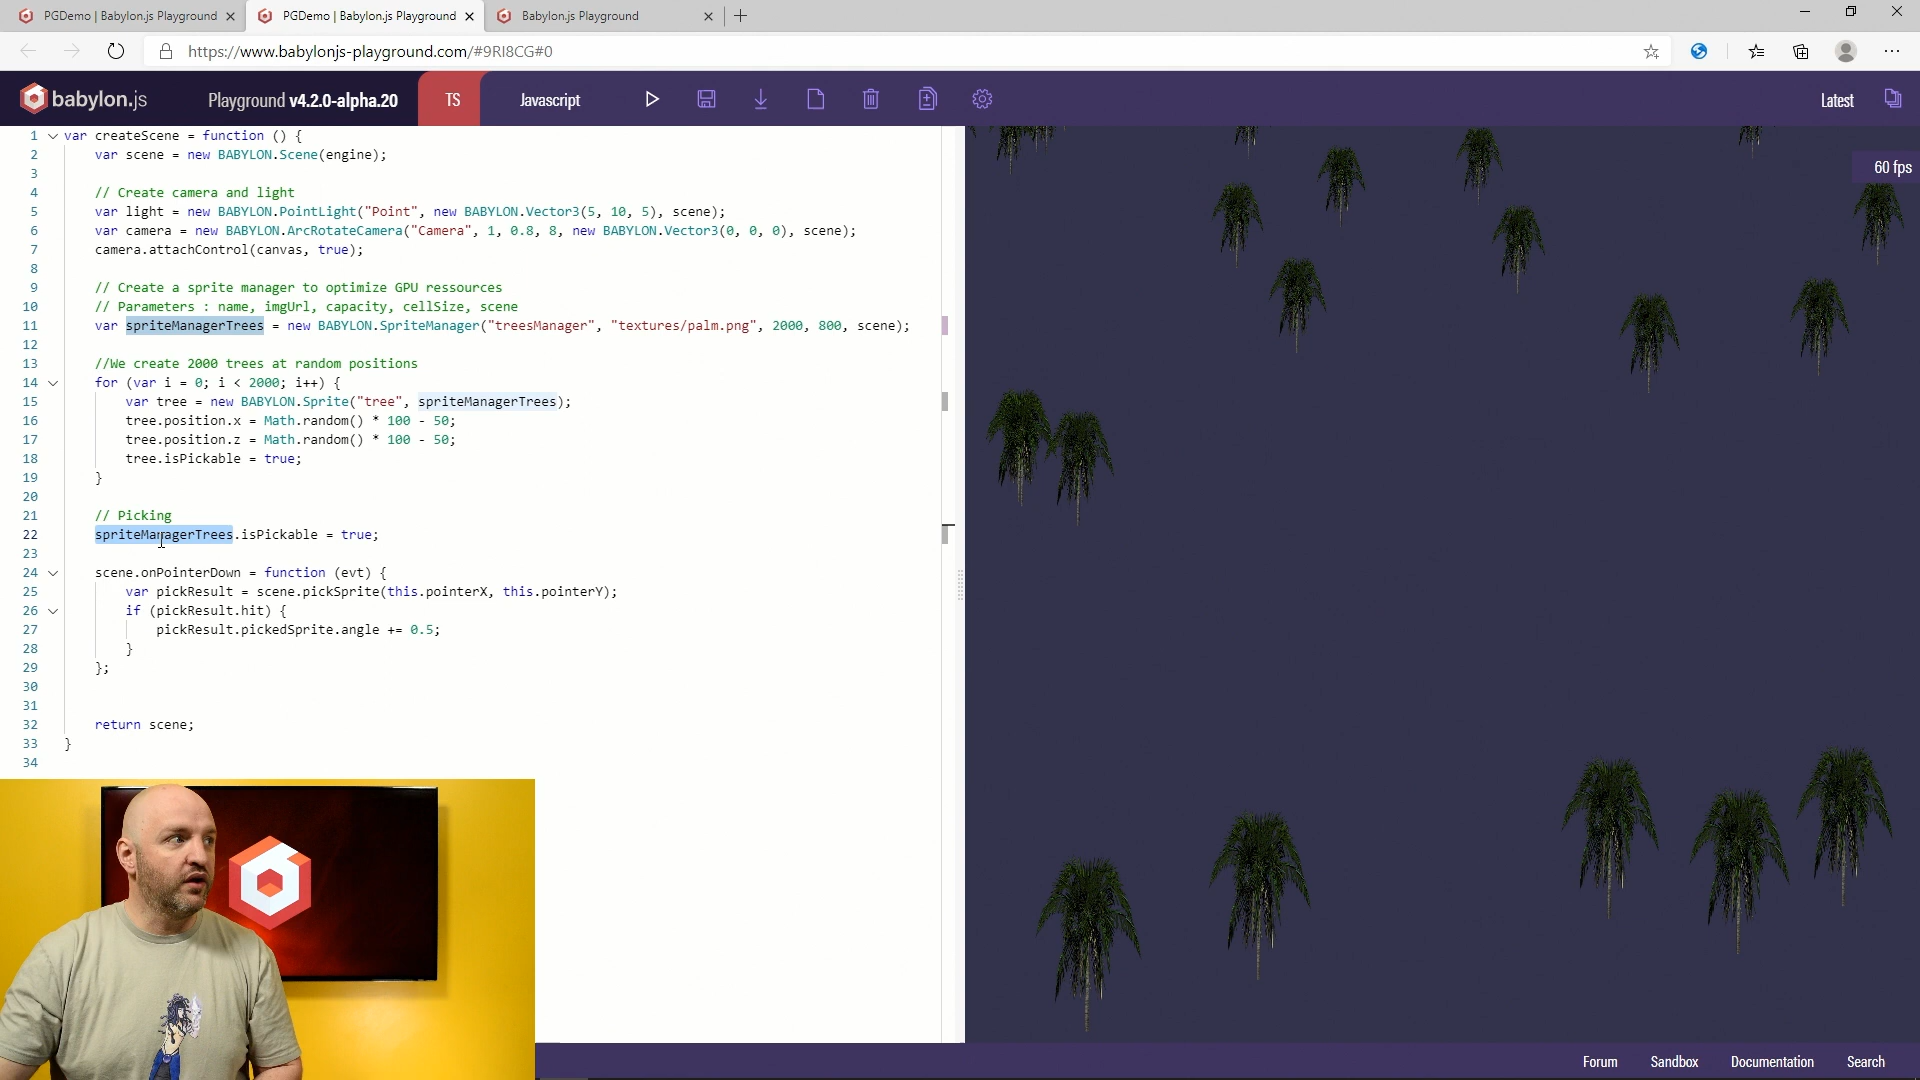 PGDemo | Babylon.js Playground
PGDemo | Babylon.js Playground
Babylon.js Playground
https://www.babylonjs-playground.com/#9RI8CG#0
babylon.js
Playground v4.2.0-alpha.20
TS
Javascript
Latest
60 fps
1 var createScene = function () {
2 var scene = new BABYLON.Scene(engine);
3
4 // Create camera and light
5 var light = new BABYLON.PointLight("Point", new BABYLON.Vector3(5, 10, 5), scene);
6 var camera = new BABYLON.ArcRotateCamera("Camera", 1, 0.8, 8, new BABYLON.Vector3(0, 0, 0), scene);
7 camera.attachControl(canvas, true);
8
9 // Create a sprite manager to optimize GPU ressources
10 // Parameters : name, imgUrl, capacity, cellSize, scene
11 var spriteManagerTrees = new BABYLON.SpriteManager("treesManager", "textures/palm.png", 2000, 800, scene);
12
13 //We create 2000 trees at random positions
14 for (var i = 0; i < 2000; i++) {
15 var tree = new BABYLON.Sprite("tree", spriteManagerTrees);
16 tree.position.x = Math.random() * 100 - 50;
17 tree.position.z = Math.random() * 100 - 50;
18 tree.isPickable = true;
19 }
20
21 // Picking
22 spriteManagerTrees.isPickable = true;
23
24 scene.onPointerDown = function (evt) {
25 var pickResult = scene.pickSprite(this.pointerX, this.pointerY);
26 if (pickResult.hit) {
27 pickResult.pickedSprite.angle += 0.5;
28 }
29 };
30
31
32 return scene;
33 }
34
Forum
Sandbox
Documentation
Search